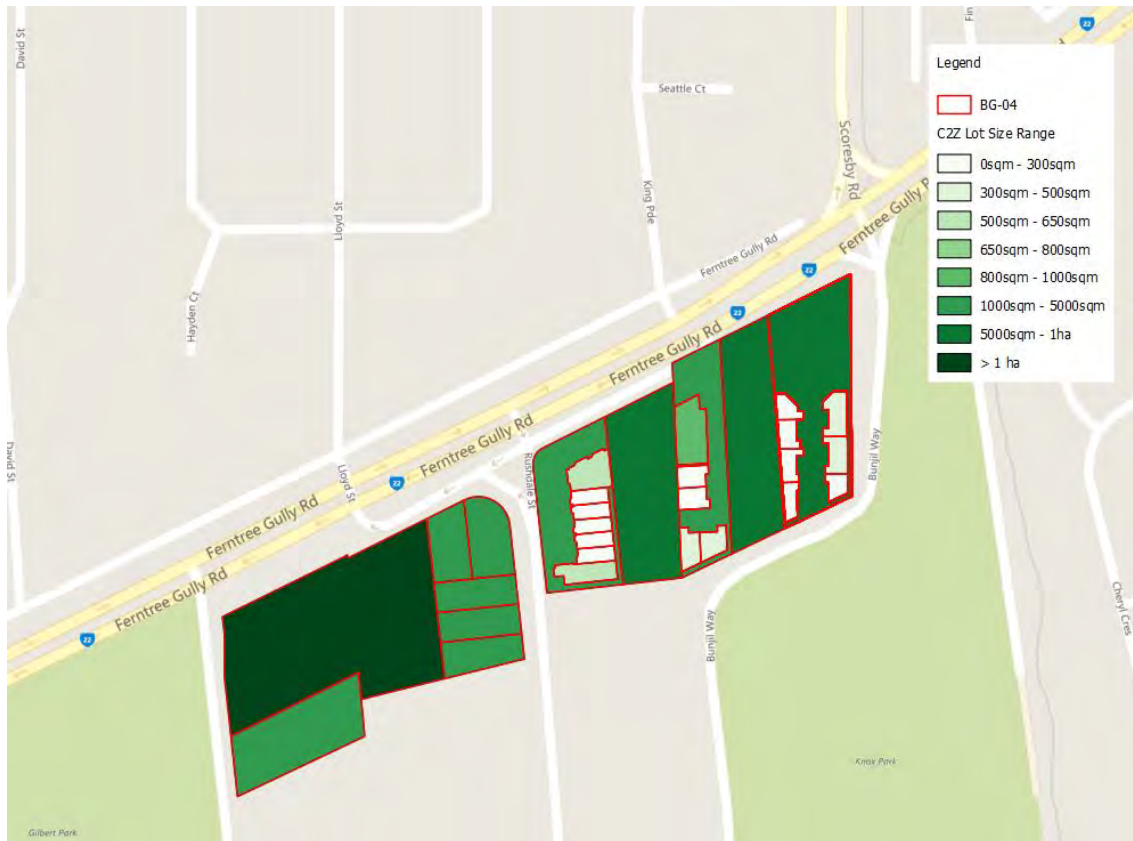 David St
Fin
22
Legend
Seattle Ct
BG-04
C2Z Lot Size Range
Scoresby Rd
0sqm - 300sqm
300sqm - 500sqm
500sqm - 650sqm
650sqm - 800sqm
800sqm - 1000sqm
1000sqm - 5000sqm
5000sqm - 1ha
> 1 ha
Lloyd St
King Pde
Ferntree Gully R
Ferntree Gully Rd
Hayden Ct
22
22
Ferntree Gully Rd
David St
Ferntree Gully Rd
Lloyd St
22
Rushdale St
Bunjil Way
Ferntree Gully Rd
Ferntree Gully Rd
22
Bunjil Way
Cheryl Cres
Knox Park
Gilbert Park